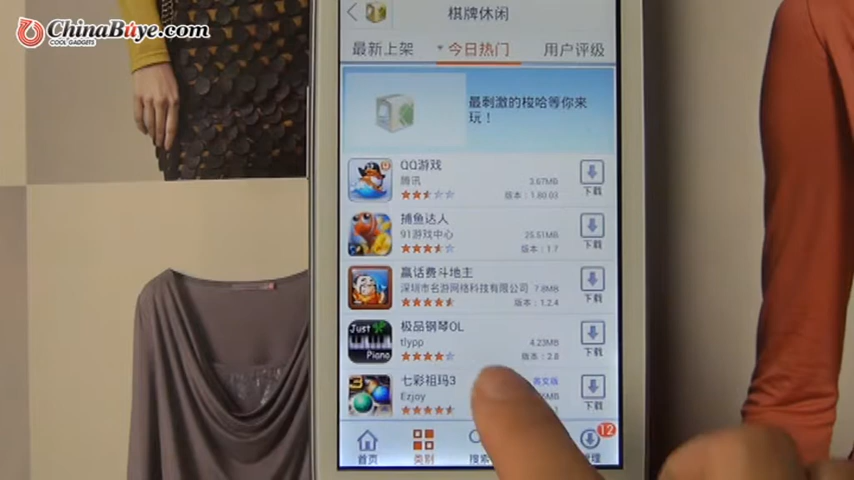 ChinaBuye.com
COOL GADGETS
棋牌休闲
最新上架
今日热门
用户评级
最刺激的梭哈等你来
玩！
QQ游戏
腾讯
3.67MB
版本：1.80.03
下载
捕鱼达人
91游戏中心
25.51MB
版本：1.7
下载
赢话费斗地主
深圳市名游网络科技有限公司 7.8MB
版本：1.2.4
下载
Just
Piano
极品钢琴OL
tlypp
4.23MB
版本：2.8
下载
3
七彩祖玛3
英文版
Ezjoy
下载
首页
类别
搜索
12